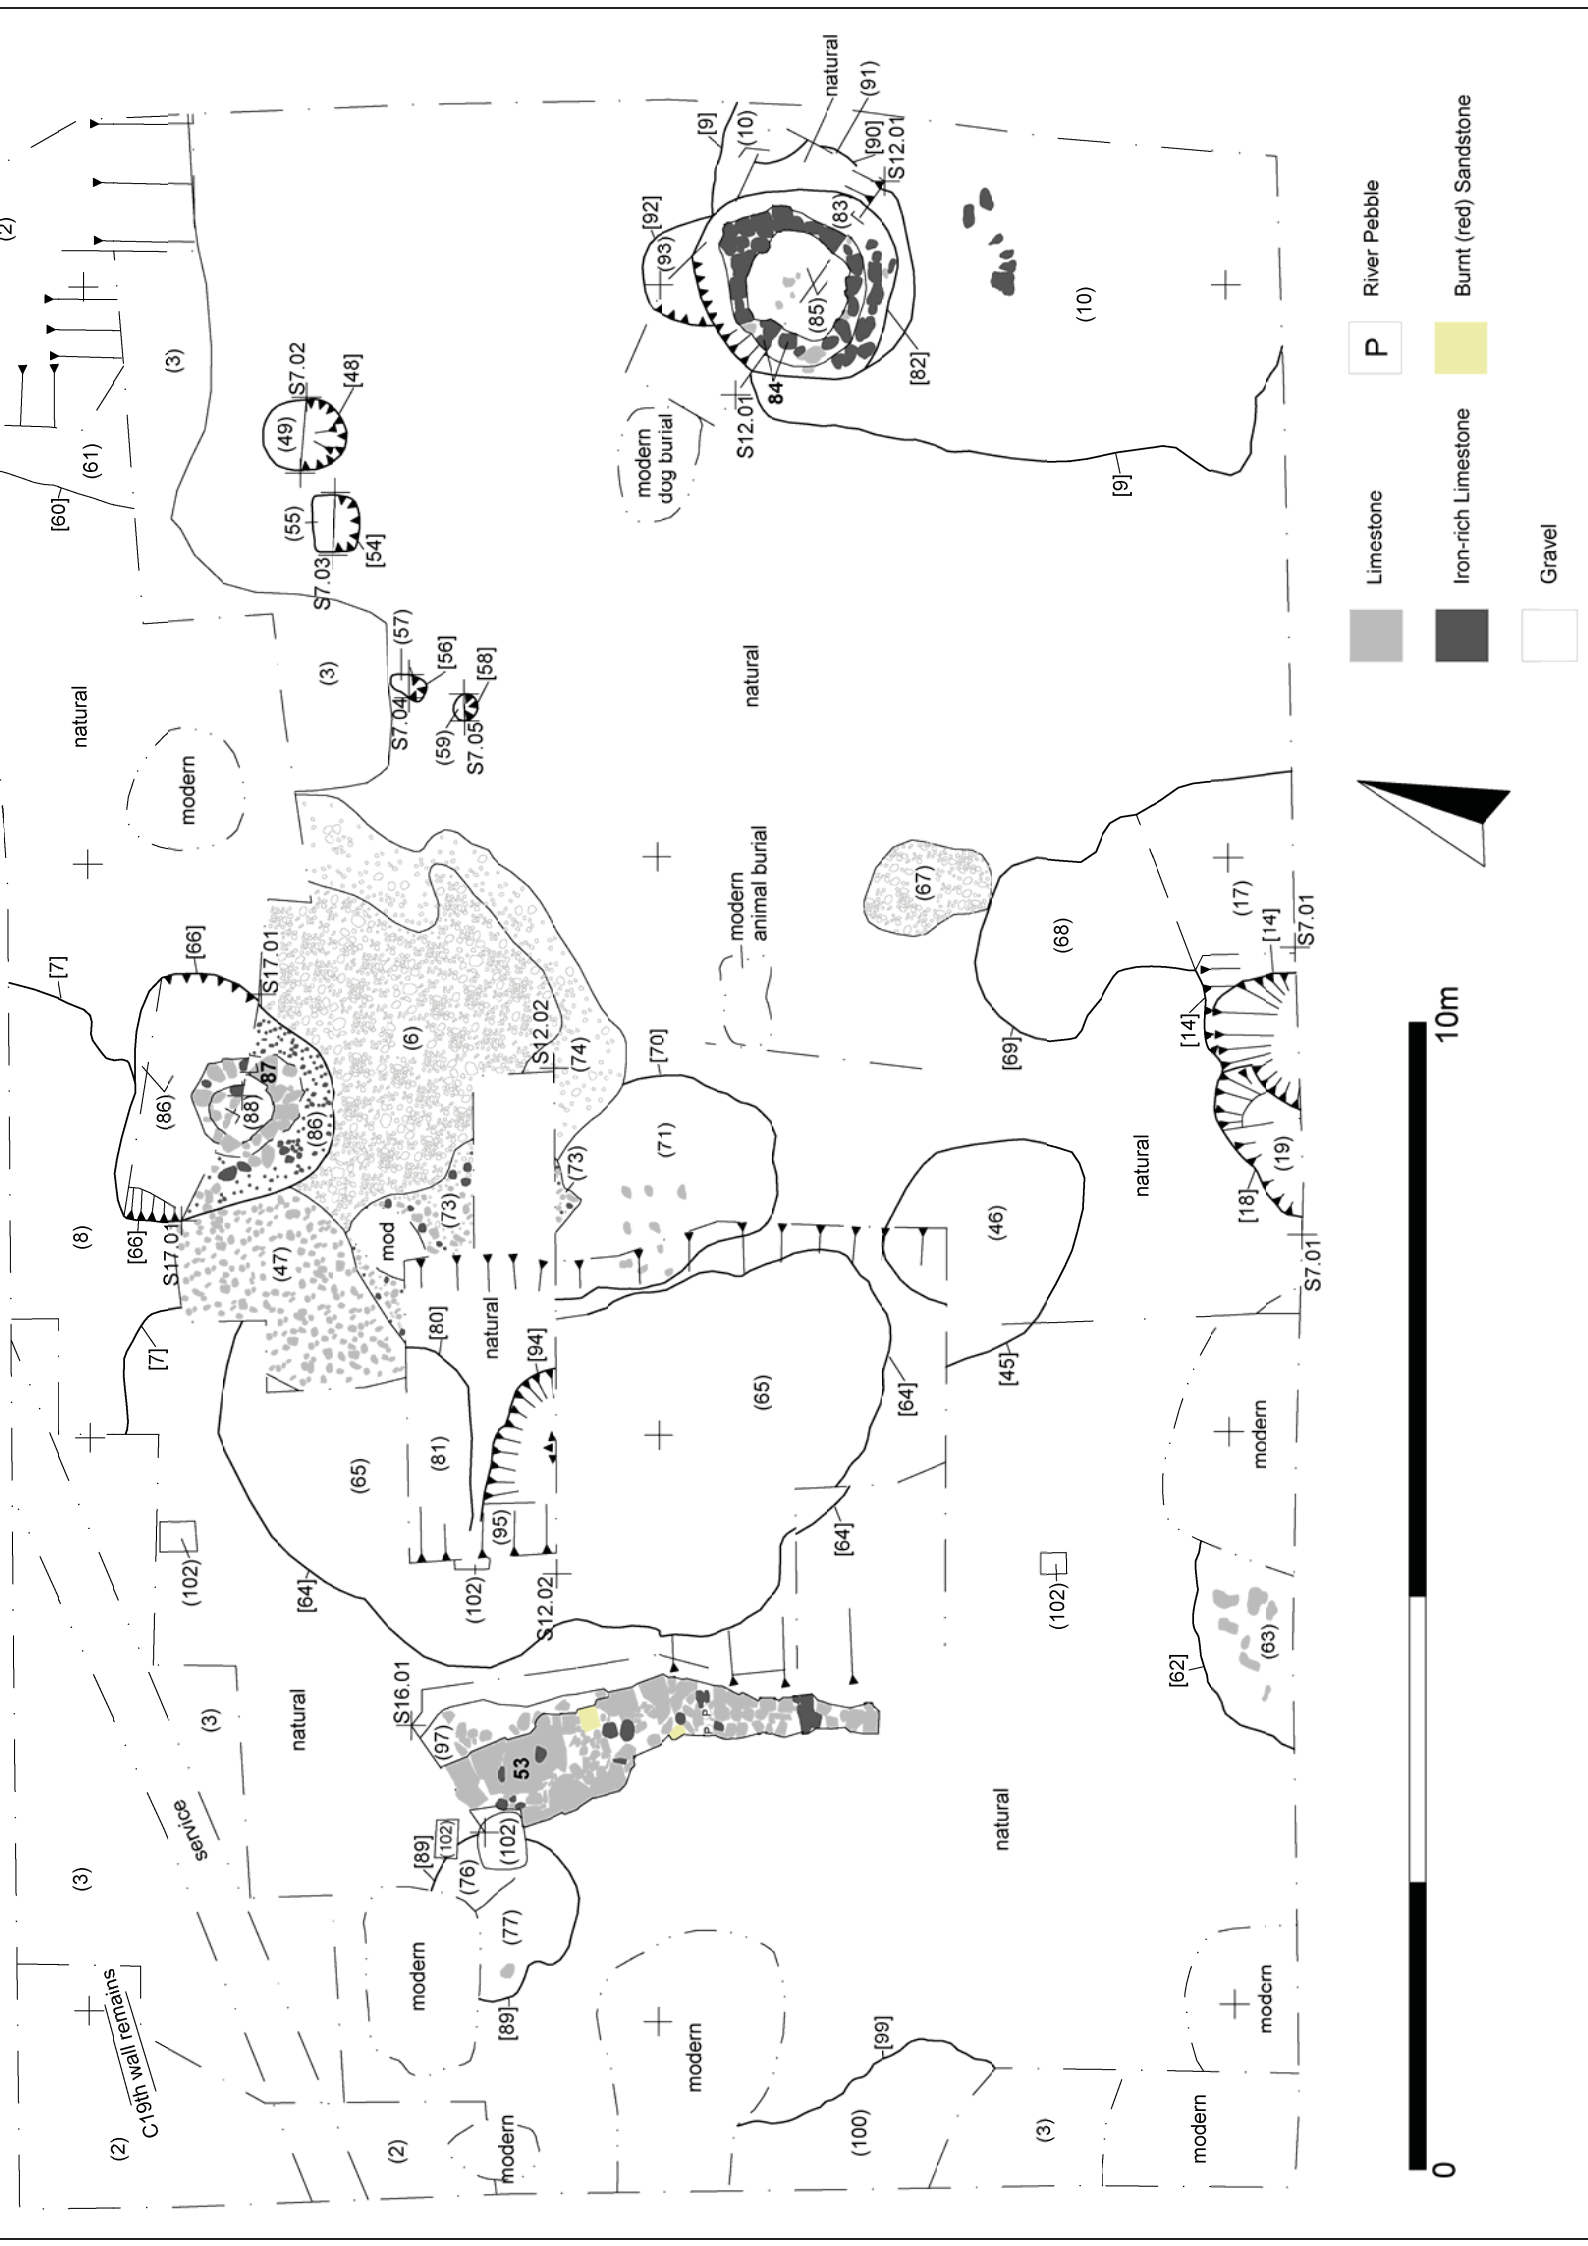 (2)
natural
[9]
(10)
(91)
[90]
S12.01
[92]
(93)
(83)
(85)
84
[82]
S12.01
(10)
[9]
modern
dog burial
(3)
S7.02
[48]
(49)
(55)
[54]
S7.03
(61)
[60]
(57)
[56]
S7.04
[58]
(59)
S7.05
(3)
natural
modern
natural
modern
animal burial
(67)
(68)
[69]
(17)
[14]
S7.01
[14]
(19)
[18]
S7.01
natural
[7]
[66]
S17.01
(86)
87
(88)
(86)
(6)
S12.02
(74)
[70]
(71)
(73)
(73)
mod
(8)
[66]
S17.01
(47)
[7]
[80]
natural
[94]
(65)
(81)
(95)
(65)
[64]
[64]
[64]
(46)
[45]
(102)
(102)
S12.02
(102)
modern
[62]
(63)
S16.01
(97)
53
natural
(3)
service
(3)
[89]
(102)
(102)
(76)
(77)
[89]
modern
natural
C19th wall remains
(2)
(2)
modern
modern
[99]
(100)
(3)
modern
modern
P
P
Limestone
River Pebble
P
Iron-rich Limestone
Burnt (red) Sandstone
Gravel
0
10m